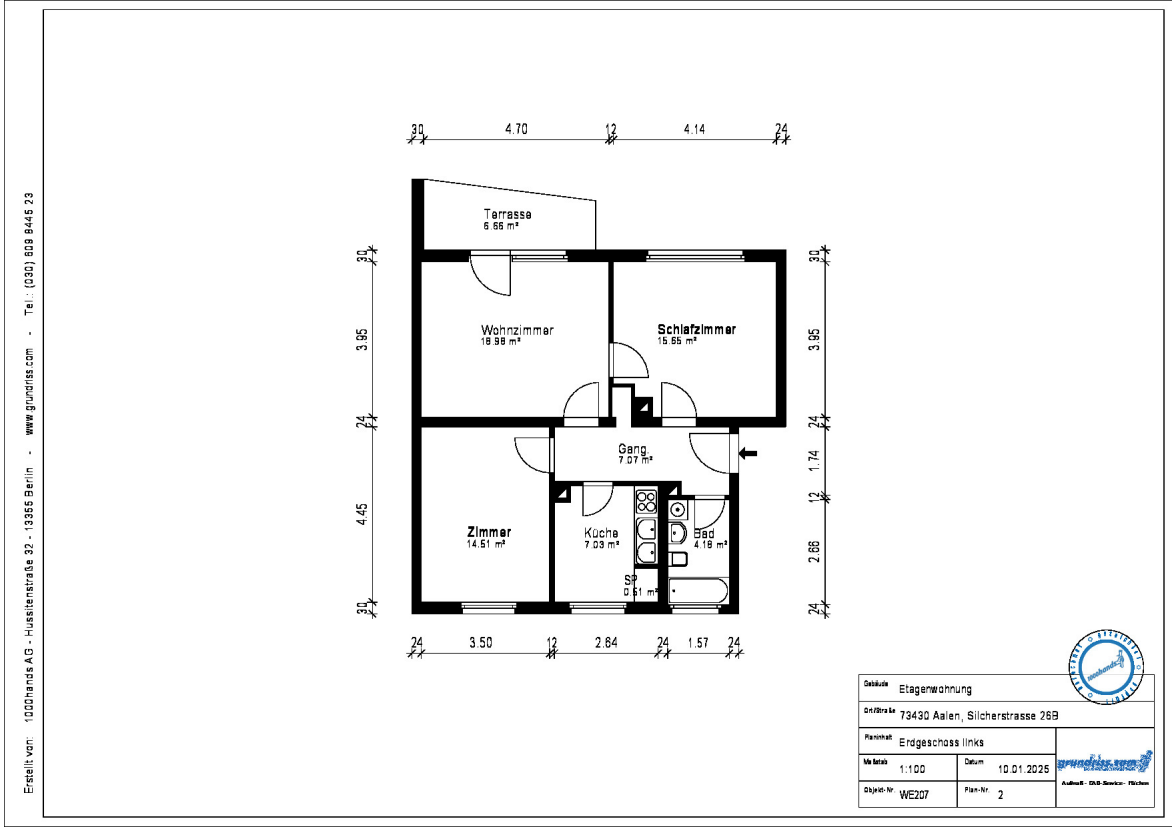 30 4.70 12 4.14 24
Terrasse
6.66 m²
30
3.95
24
4.45
30
Wohnzimmer
18.98 m²
Schlafzimmer
15.65 m²
30
3.95
24
1.74
12
2.66
24
Gang
7.07 m²
Zimmer
14.51 m²
Küche
7.03 m²
Bad
4.18 m²
SP
0.51 m²
24 3.50 12 2.64 24 1.57 24
Erstellt von: 1000hands AG - Hussitenstraße 32 - 13355 Berlin - www.grundriss.com - Tel.: (030) 609 8445 23
1000hands
Gebäude Etagenwohnung
Ort/Straße 73430 Aalen, Silcherstrasse 26B
Planinhalt Erdgeschoss links
Maßstab 1:100 Datum 10.01.2025
Objekt-Nr. WE207 Plan-Nr. 2
grundriss.com
Aufmaß - CAD-Service - Flächen